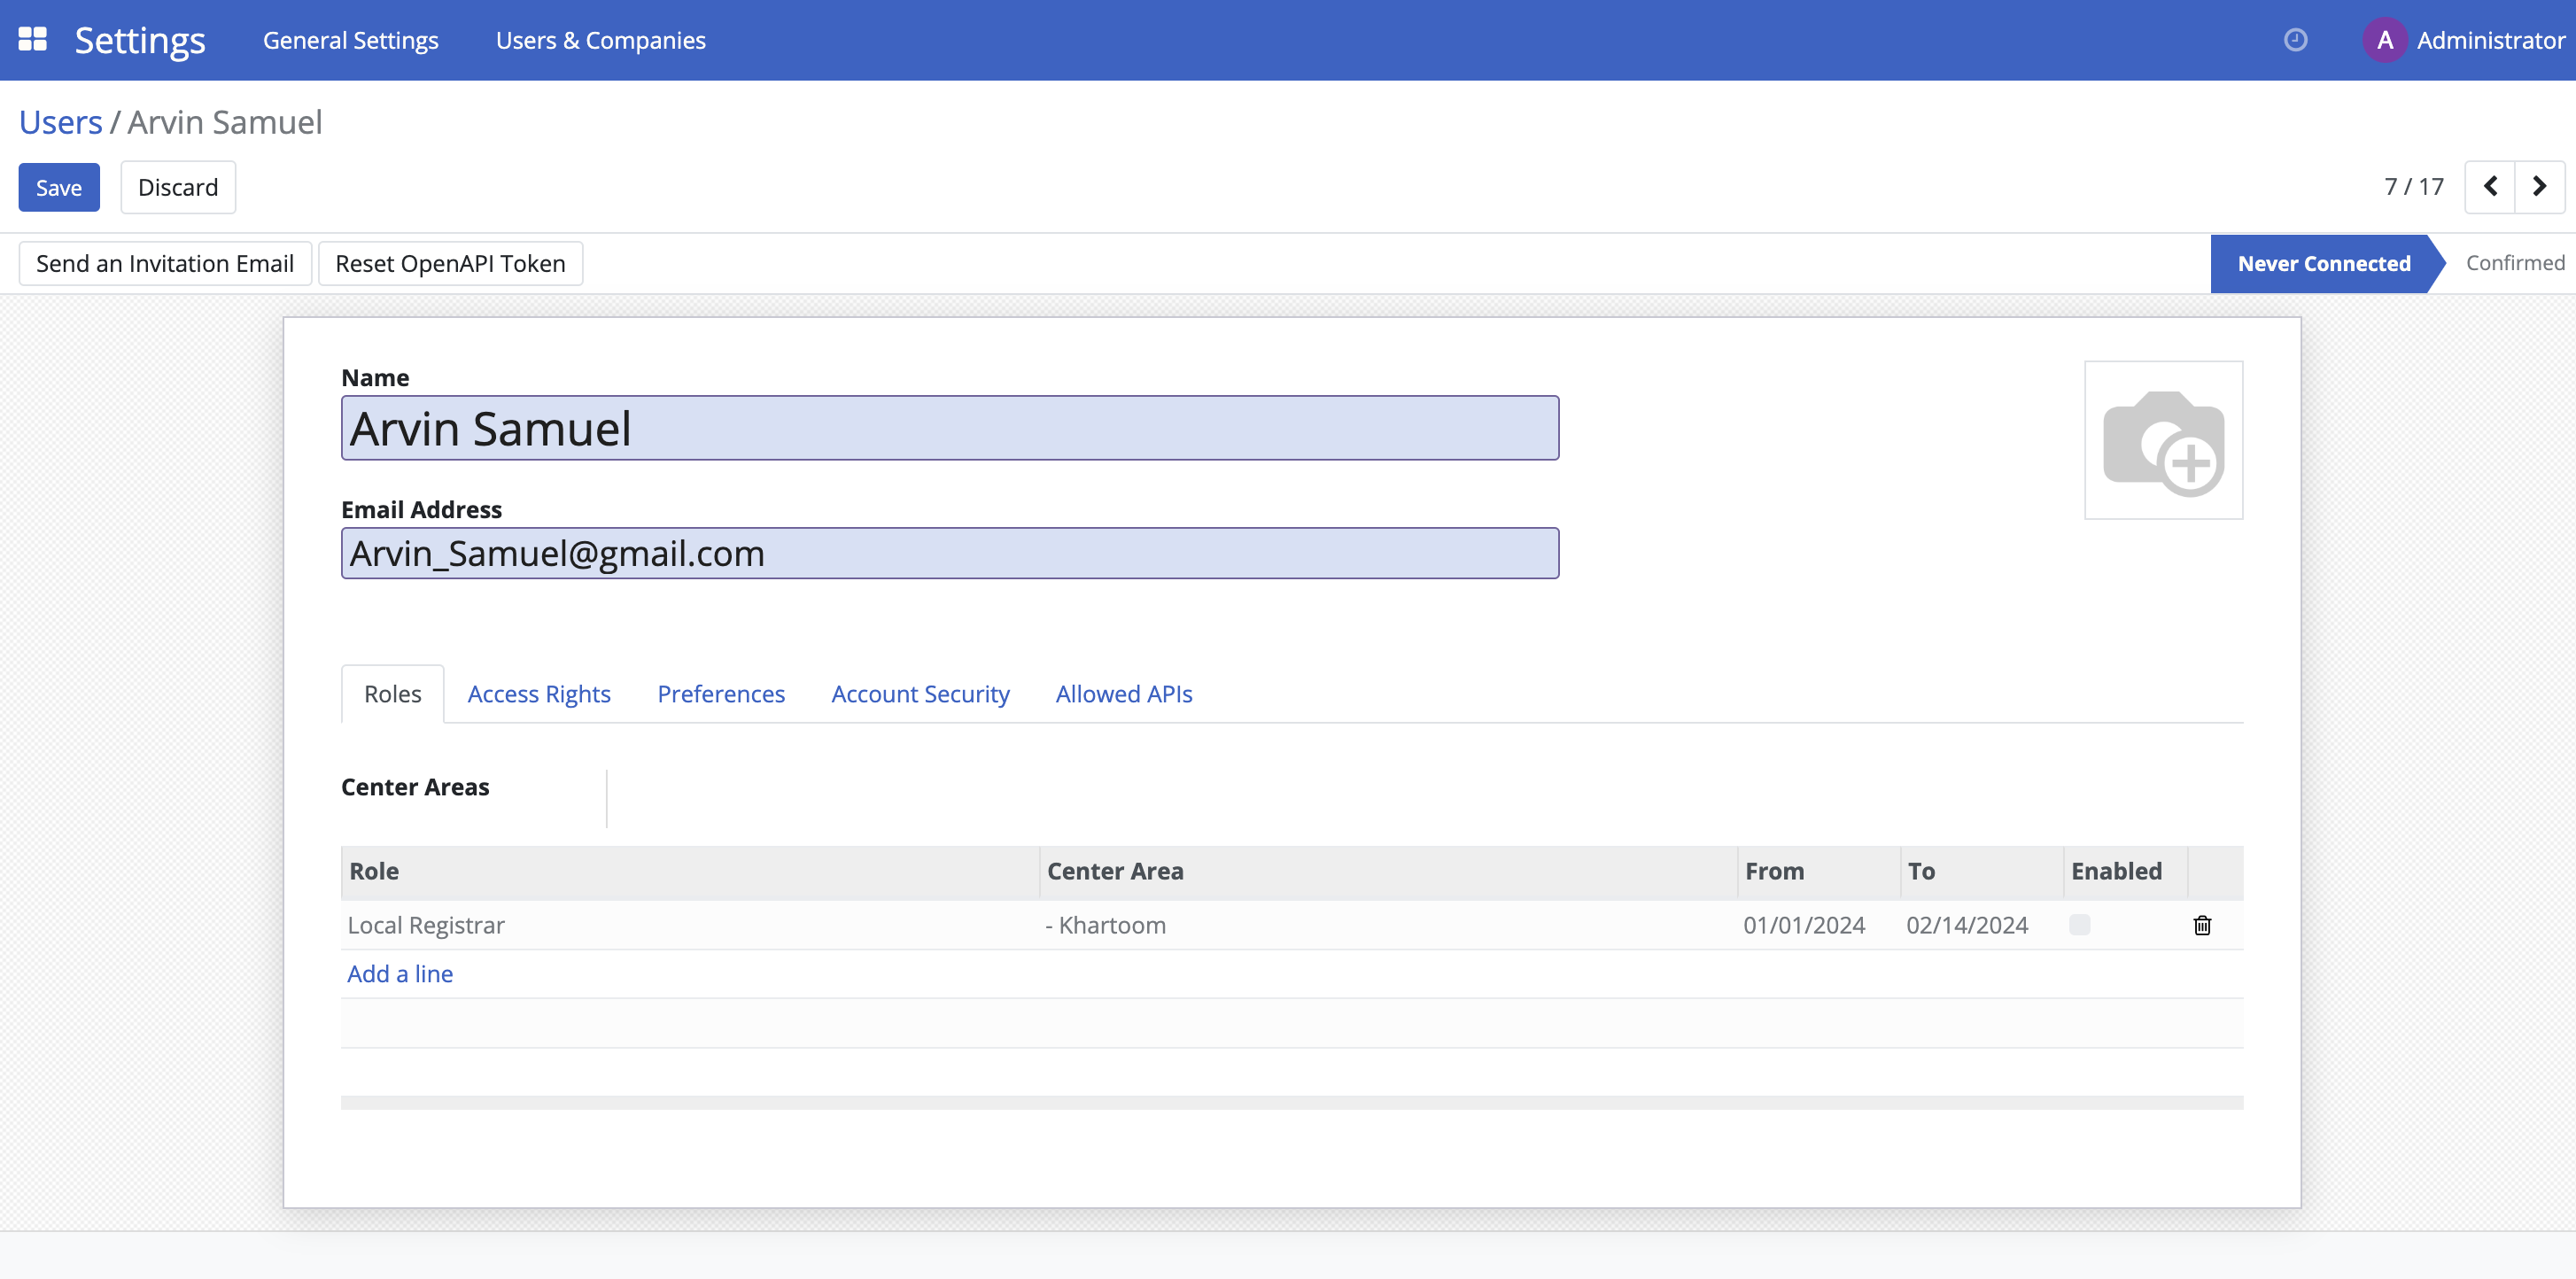 Settings General Settings Users & Companies A Administrator
Users / Arvin Samuel
Save Discard 7 / 17
Send an Invitation Email Reset OpenAPI Token Never Connected Confirmed
Name
Arvin Samuel
Email Address
Arvin_Samuel@gmail.com
Roles Access Rights Preferences Account Security Allowed APIs
Center Areas
Role Center Area From To Enabled
Local Registrar - Khartoom 01/01/2024 02/14/2024
Add a line